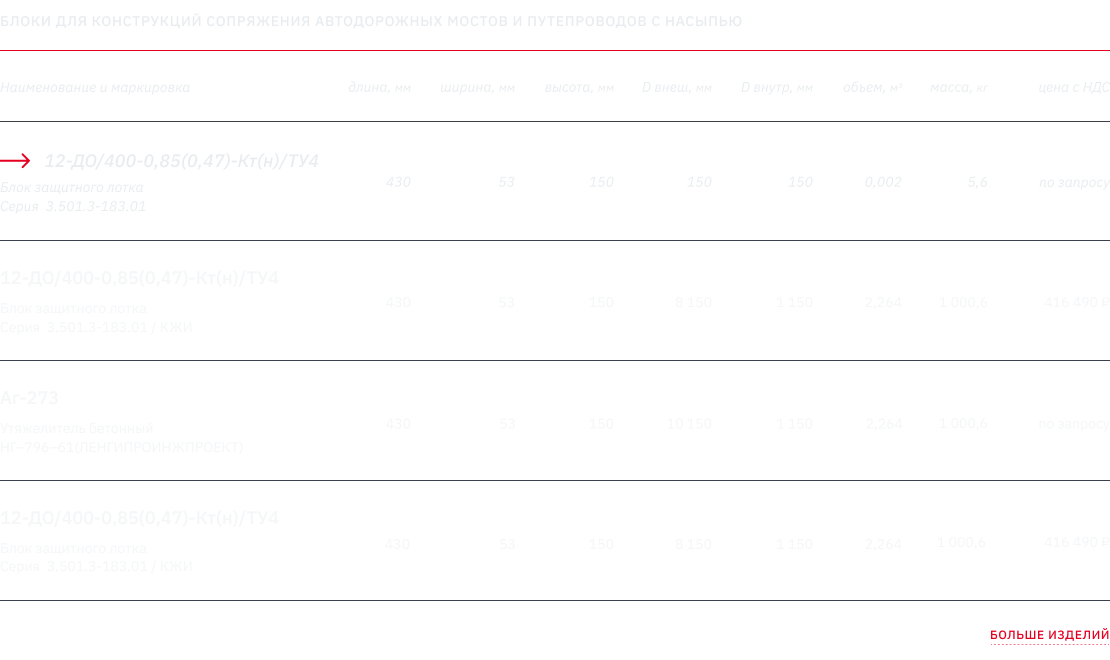 БЛОКИ ДЛЯ КОНСТРУКЦИЙ СОПРЯЖЕНИЯ АВТОДОРОЖНЫХ МОСТОВ И ПУТЕПРОВОДОВ С НАСЫПЬЮ
Наименование и маркировка длина, мм ширина, мм высота, мм D внеш, мм D внутр, мм объем, м³ масса, кг цена с НДС
12-ДО/400-0,85(0,47)-Кт(н)/ТУ4
430 53 150 150 150 0,002 5,6 по запросу
Блок защитного лотка
Серия 3.501.3-183.01
12-ДО/400-0,85(0,47)-Кт(н)/ТУ4
430 53 150 8 150 1 150 2,264 1 000,6 416 490 ₽
Блок защитного лотка
Серия 3.501.3-183.01 / КЖИ
Аг-273
430 53 150 10 150 1 150 2,264 1 000,6 по запросу
Утяжелитель бетонный
НГ–796–61(ЛЕНГИПРОИНЖПРОЕКТ)
12-ДО/400-0,85(0,47)-Кт(н)/ТУ4
430 53 150 8 150 1 150 2,264 1 000,6 416 490 ₽
Блок защитного лотка
Серия 3.501.3-183.01 / КЖИ
БОЛЬШЕ ИЗДЕЛИЙ